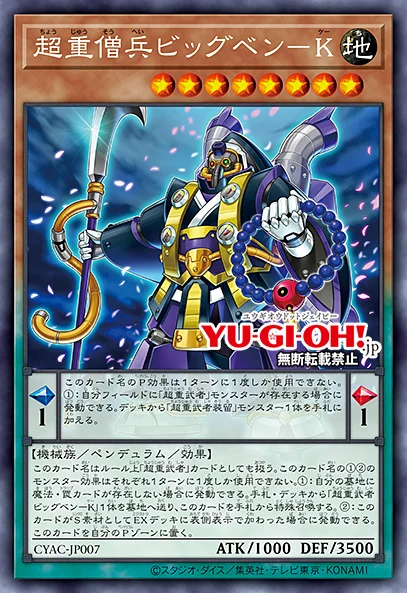 超重僧兵ビッグベン－K 地
ユウギオウドットジェイピー
YU-GI-OH!.jp
無断転載禁止
このカード名のP効果は1ターンに1度しか使用できない。
①:自分フィールドに「超重武者」モンスターが存在する場合に
発動できる。デッキから「超重武者装留」モンスター1体を手札に
加える。
1 1
【機械族/ペンデュラム/効果】
このカード名はルール上「超重武者」カードとしても扱う。このカード名の①②の
モンスター効果はそれぞれ1ターンに1度しか使用できない。①:自分の墓地に
魔法・罠カードが存在しない場合に発動できる。手札・デッキから「超重武者
ビッグベン－K」1体を墓地へ送り、このカードを手札から特殊召喚する。②:この
カードがS素材としてEXデッキに表側表示で加わった場合に発動できる。
このカードを自分のPゾーンに置く。
CYAC-JP007 ATK/1000 DEF/3500
©スタジオ・ダイス/集英社・テレビ東京・KONAMI